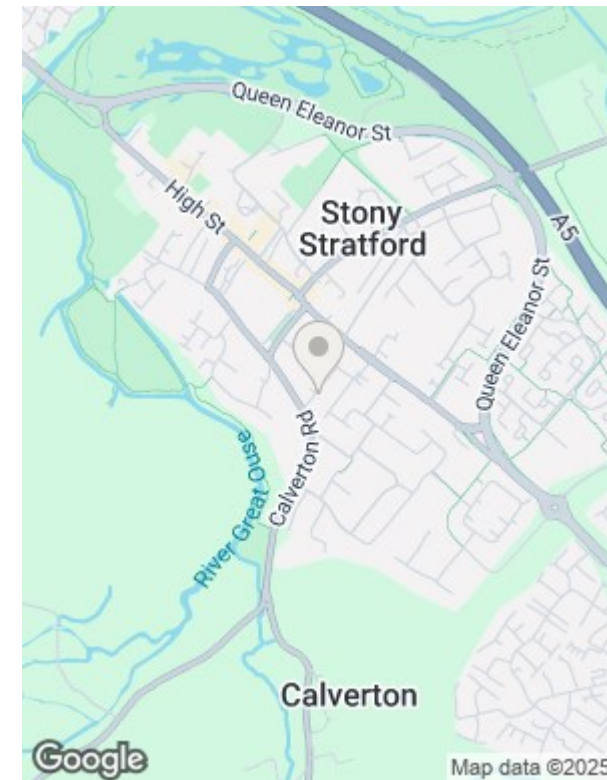 Queen Eleanor St
High St
Stony
Stratford
A5
Queen Eleanor St
Calverton Rd
River Great Ouse
Calverton
Google
Map data ©2025